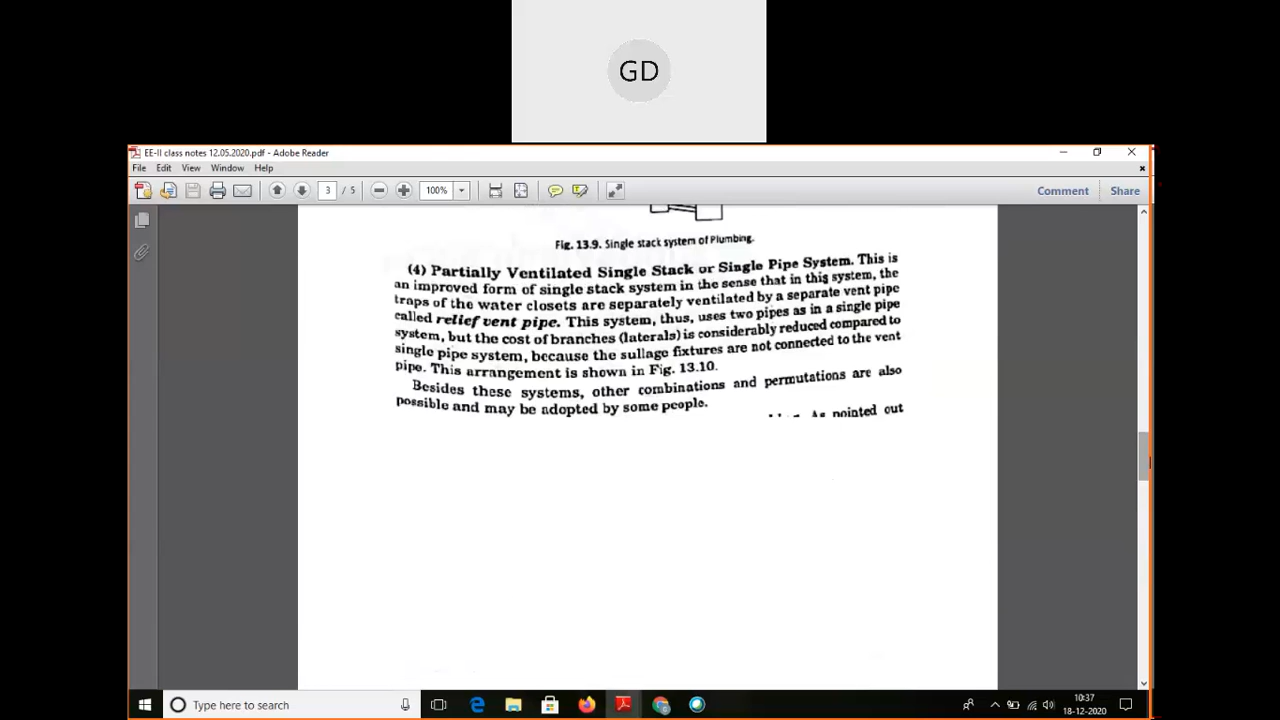 GD
EE-II class notes 12.05.2020.pdf - Adobe Reader
File Edit View Window Help
3 / 5 100% Comment Share
Fig. 13.9. Single stack system of Plumbing.
(4) Partially Ventilated Single Stack or Single Pipe System. This is
an improved form of single stack system in the sense that in this system, the
traps of the water closets are separately ventilated by a separate vent pipe
called relief vent pipe. This system, thus, uses two pipes as in a single pipe
system, but the cost of branches (laterals) is considerably reduced compared to
single pipe system, because the sullage fixtures are not connected to the vent
pipe. This arrangement is shown in Fig. 13.10.
Besides these systems, other combinations and permutations are also
possible and may be adopted by some people.
As pointed out
Type here to search
10:37
18-12-2020